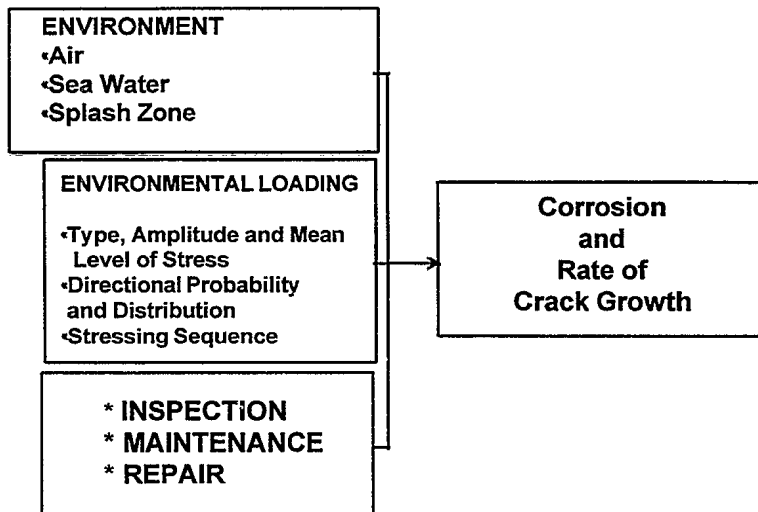 ENVIRONMENT
•Air
•Sea Water
•Splash Zone
ENVIRONMENTAL LOADING
•Type, Amplitude and Mean
Level of Stress
•Directional Probability
and Distribution
•Stressing Sequence
* INSPECTION
* MAINTENANCE
* REPAIR
Corrosion
and
Rate of
Crack Growth